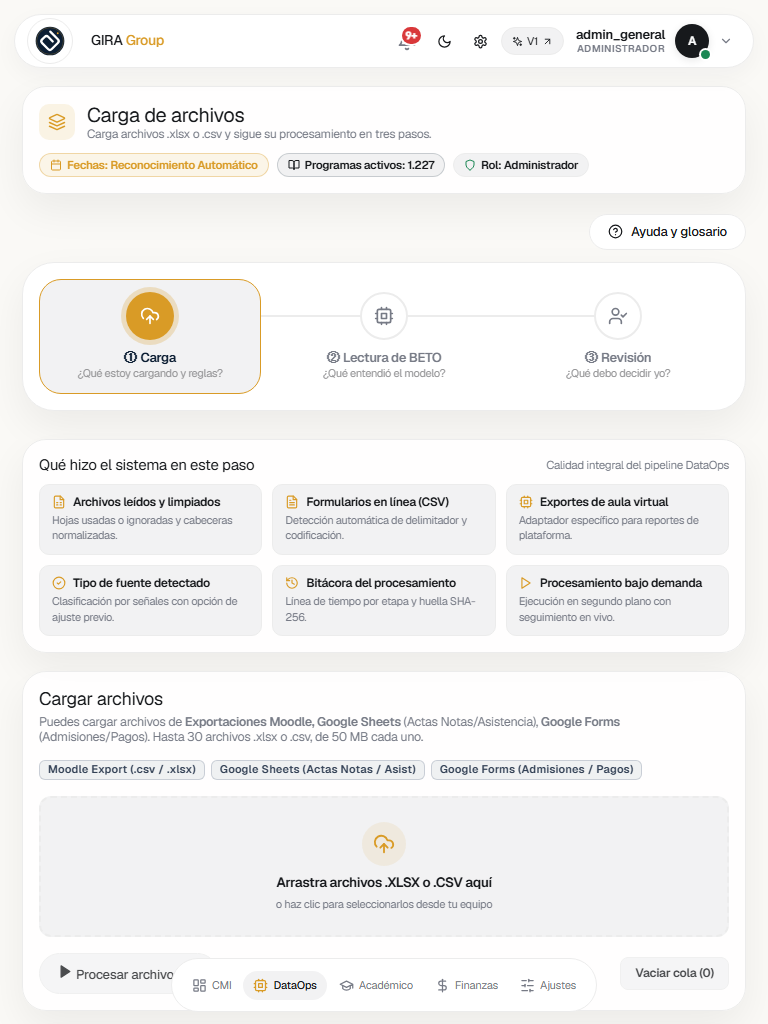 GIRA Group
9+
V1
admin_general
ADMINISTRADOR
A
Carga de archivos
Carga archivos .xlsx o .csv y sigue su procesamiento en tres pasos.
Fechas: Reconocimiento Automático
Programas activos: 1.227
Rol: Administrador
Ayuda y glosario
① Carga
¿Qué estoy cargando y reglas?
② Lectura de BETO
¿Qué entendió el modelo?
③ Revisión
¿Qué debo decidir yo?
Qué hizo el sistema en este paso
Calidad integral del pipeline DataOps
Archivos leídos y limpiados
Hojas usadas o ignoradas y cabeceras
normalizadas.
Formularios en línea (CSV)
Detección automática de delimitador y
codificación.
Exportes de aula virtual
Adaptador específico para reportes de
plataforma.
Tipo de fuente detectado
Clasificación por señales con opción de
ajuste previo.
Bitácora del procesamiento
Línea de tiempo por etapa y huella SHA-
256.
Procesamiento bajo demanda
Ejecución en segundo plano con
seguimiento en vivo.
Cargar archivos
Puedes cargar archivos de Exportaciones Moodle, Google Sheets (Actas Notas/Asistencia), Google Forms
(Admisiones/Pagos). Hasta 30 archivos .xlsx o .csv, de 50 MB cada uno.
Moodle Export (.csv / .xlsx)
Google Sheets (Actas Notas / Asist)
Google Forms (Admisiones / Pagos)
Arrastra archivos .XLSX o .CSV aquí
o haz clic para seleccionarlos desde tu equipo
Procesar archivo
Vaciar cola (0)
CMI
DataOps
Académico
Finanzas
Ajustes